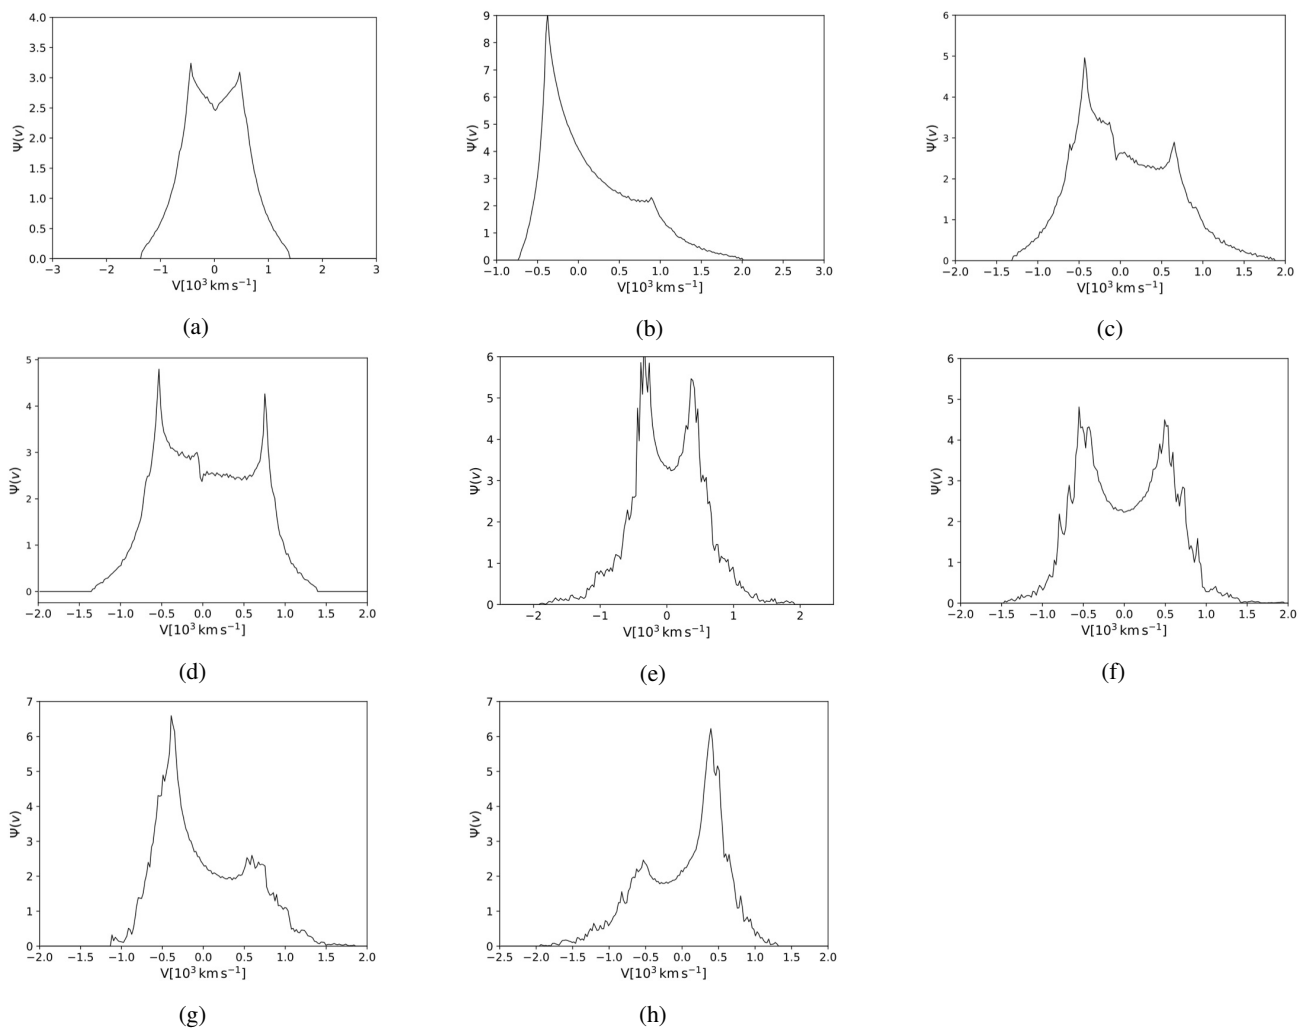 4.0
3.5
3.0
2.5
2.0
1.5
1.0
0.5
0.0
Ψ(v)
−3 −2 −1 0 1 2 3
V[10³ km s⁻¹]
(a)
9
8
7
6
5
4
3
2
1
0
Ψ(v)
−1.0 −0.5 0.0 0.5 1.0 1.5 2.0 2.5 3.0
V[10³ km s⁻¹]
(b)
6
5
4
3
2
1
0
Ψ(v)
−2.0 −1.5 −1.0 −0.5 0.0 0.5 1.0 1.5 2.0
V[10³ km s⁻¹]
(c)
5
4
3
2
1
0
Ψ(v)
−2.0 −1.5 −1.0 −0.5 0.0 0.5 1.0 1.5 2.0
V[10³ km s⁻¹]
(d)
6
5
4
3
2
1
0
Ψ(v)
−2 −1 0 1 2
V[10³ km s⁻¹]
(e)
6
5
4
3
2
1
0
Ψ(v)
−2.0 −1.5 −1.0 −0.5 0.0 0.5 1.0 1.5 2.0
V[10³ km s⁻¹]
(f)
7
6
5
4
3
2
1
0
Ψ(v)
−2.0 −1.5 −1.0 −0.5 0.0 0.5 1.0 1.5 2.0
V[10³ km s⁻¹]
(g)
7
6
5
4
3
2
1
0
Ψ(v)
−2.5 −2.0 −1.5 −1.0 −0.5 0.0 0.5 1.0 1.5 2.0
V[10³ km s⁻¹]
(h)